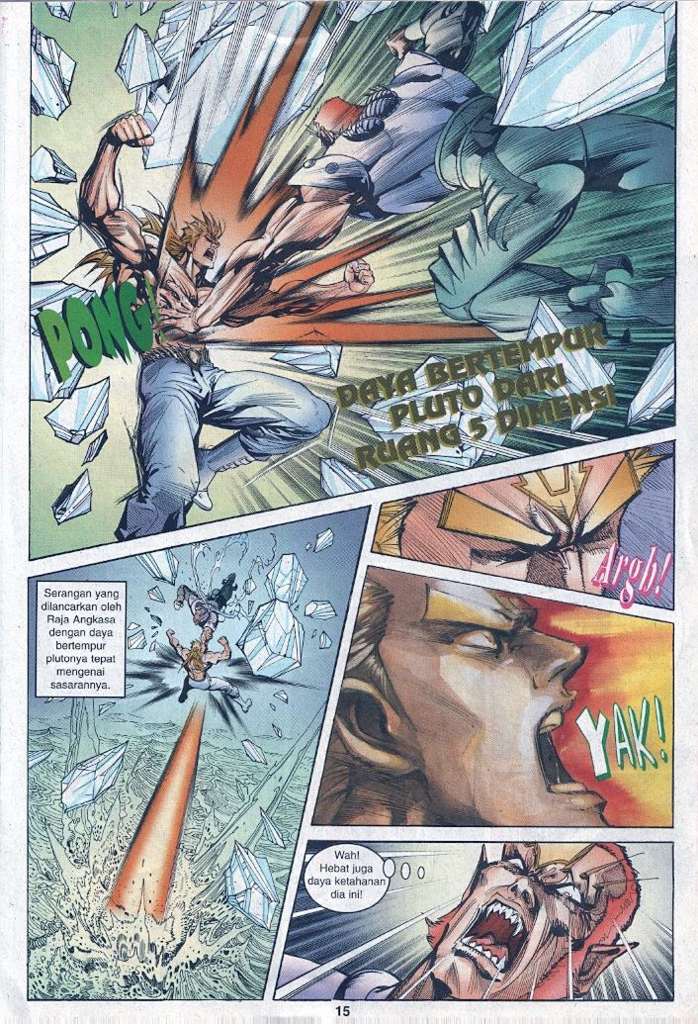 PONG!
DAYA BERTEMPUR
PLUTO DARI
RUANG 5 DIMENSI
Argh!
Serangan yang
dilancarkan oleh
Raja Angkasa
dengan daya
bertempur
plutonya tepat
mengenai
sasarannya.
YAK!
Wah!
Hebat juga
daya ketahanan
dia ini!
15